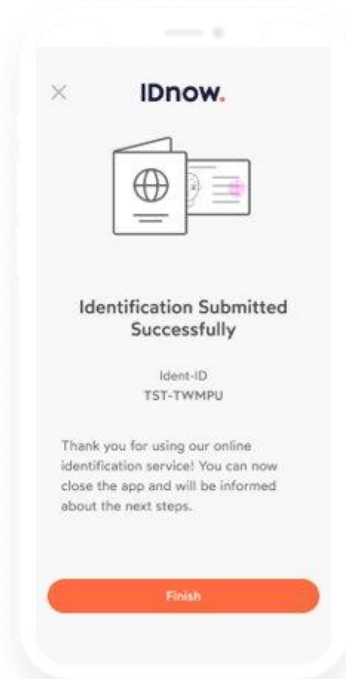 IDnow.
Identification Submitted
Successfully
Ident-ID
TST-TWMPU
Thank you for using our online
identification service! You can now
close the app and will be informed
about the next steps.
Finish